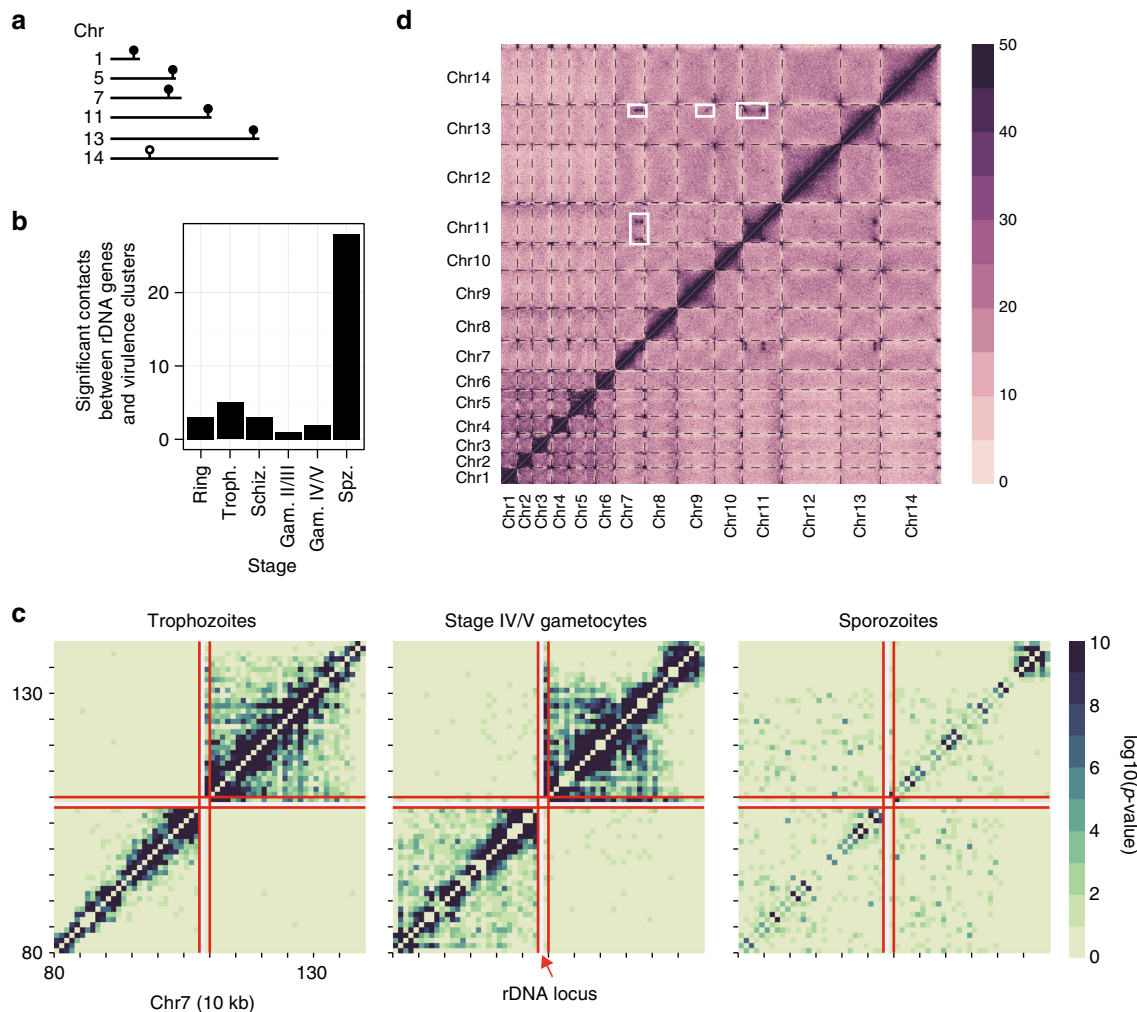 a
Chr
1
5
7
11
13
14
b
Significant contacts
between rDNA genes
and virulence clusters
20
10
0
Ring
Troph.
Schiz.
Gam. II/III
Gam. IV/V
Spz.
Stage
d
Chr14
Chr13
Chr12
Chr11
Chr10
Chr9
Chr8
Chr7
Chr6
Chr5
Chr4
Chr3
Chr2
Chr1
Chr1
Chr2
Chr3
Chr4
Chr5
Chr6
Chr7
Chr8
Chr9
Chr10
Chr11
Chr12
Chr13
Chr14
50
40
30
20
10
0
c
Trophozoites
Stage IV/V gametocytes
Sporozoites
130
80
80
130
Chr7 (10 kb)
rDNA locus
10
8
6
4
2
0
log10(p-value)